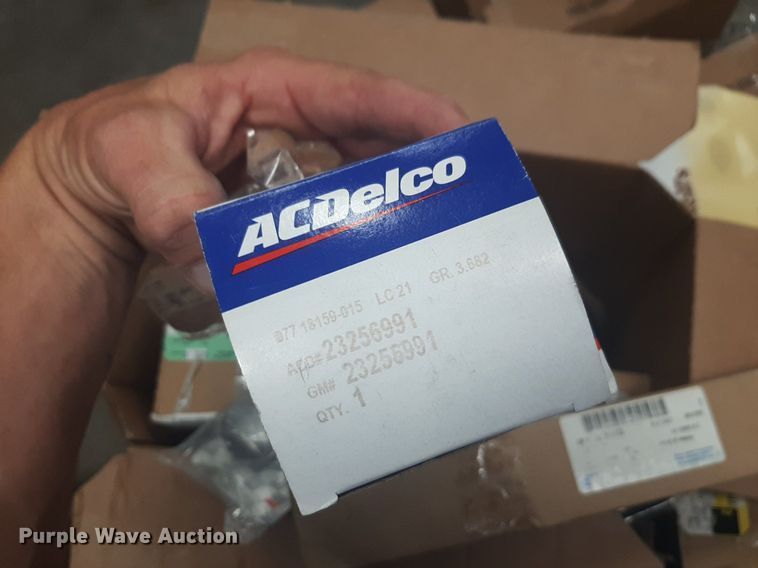 ACDelco
077 18159-015 LC 21 GR. 3.682
ACD# 23256991
GM# 23256991
QTY. 1
Purple Wave Auction